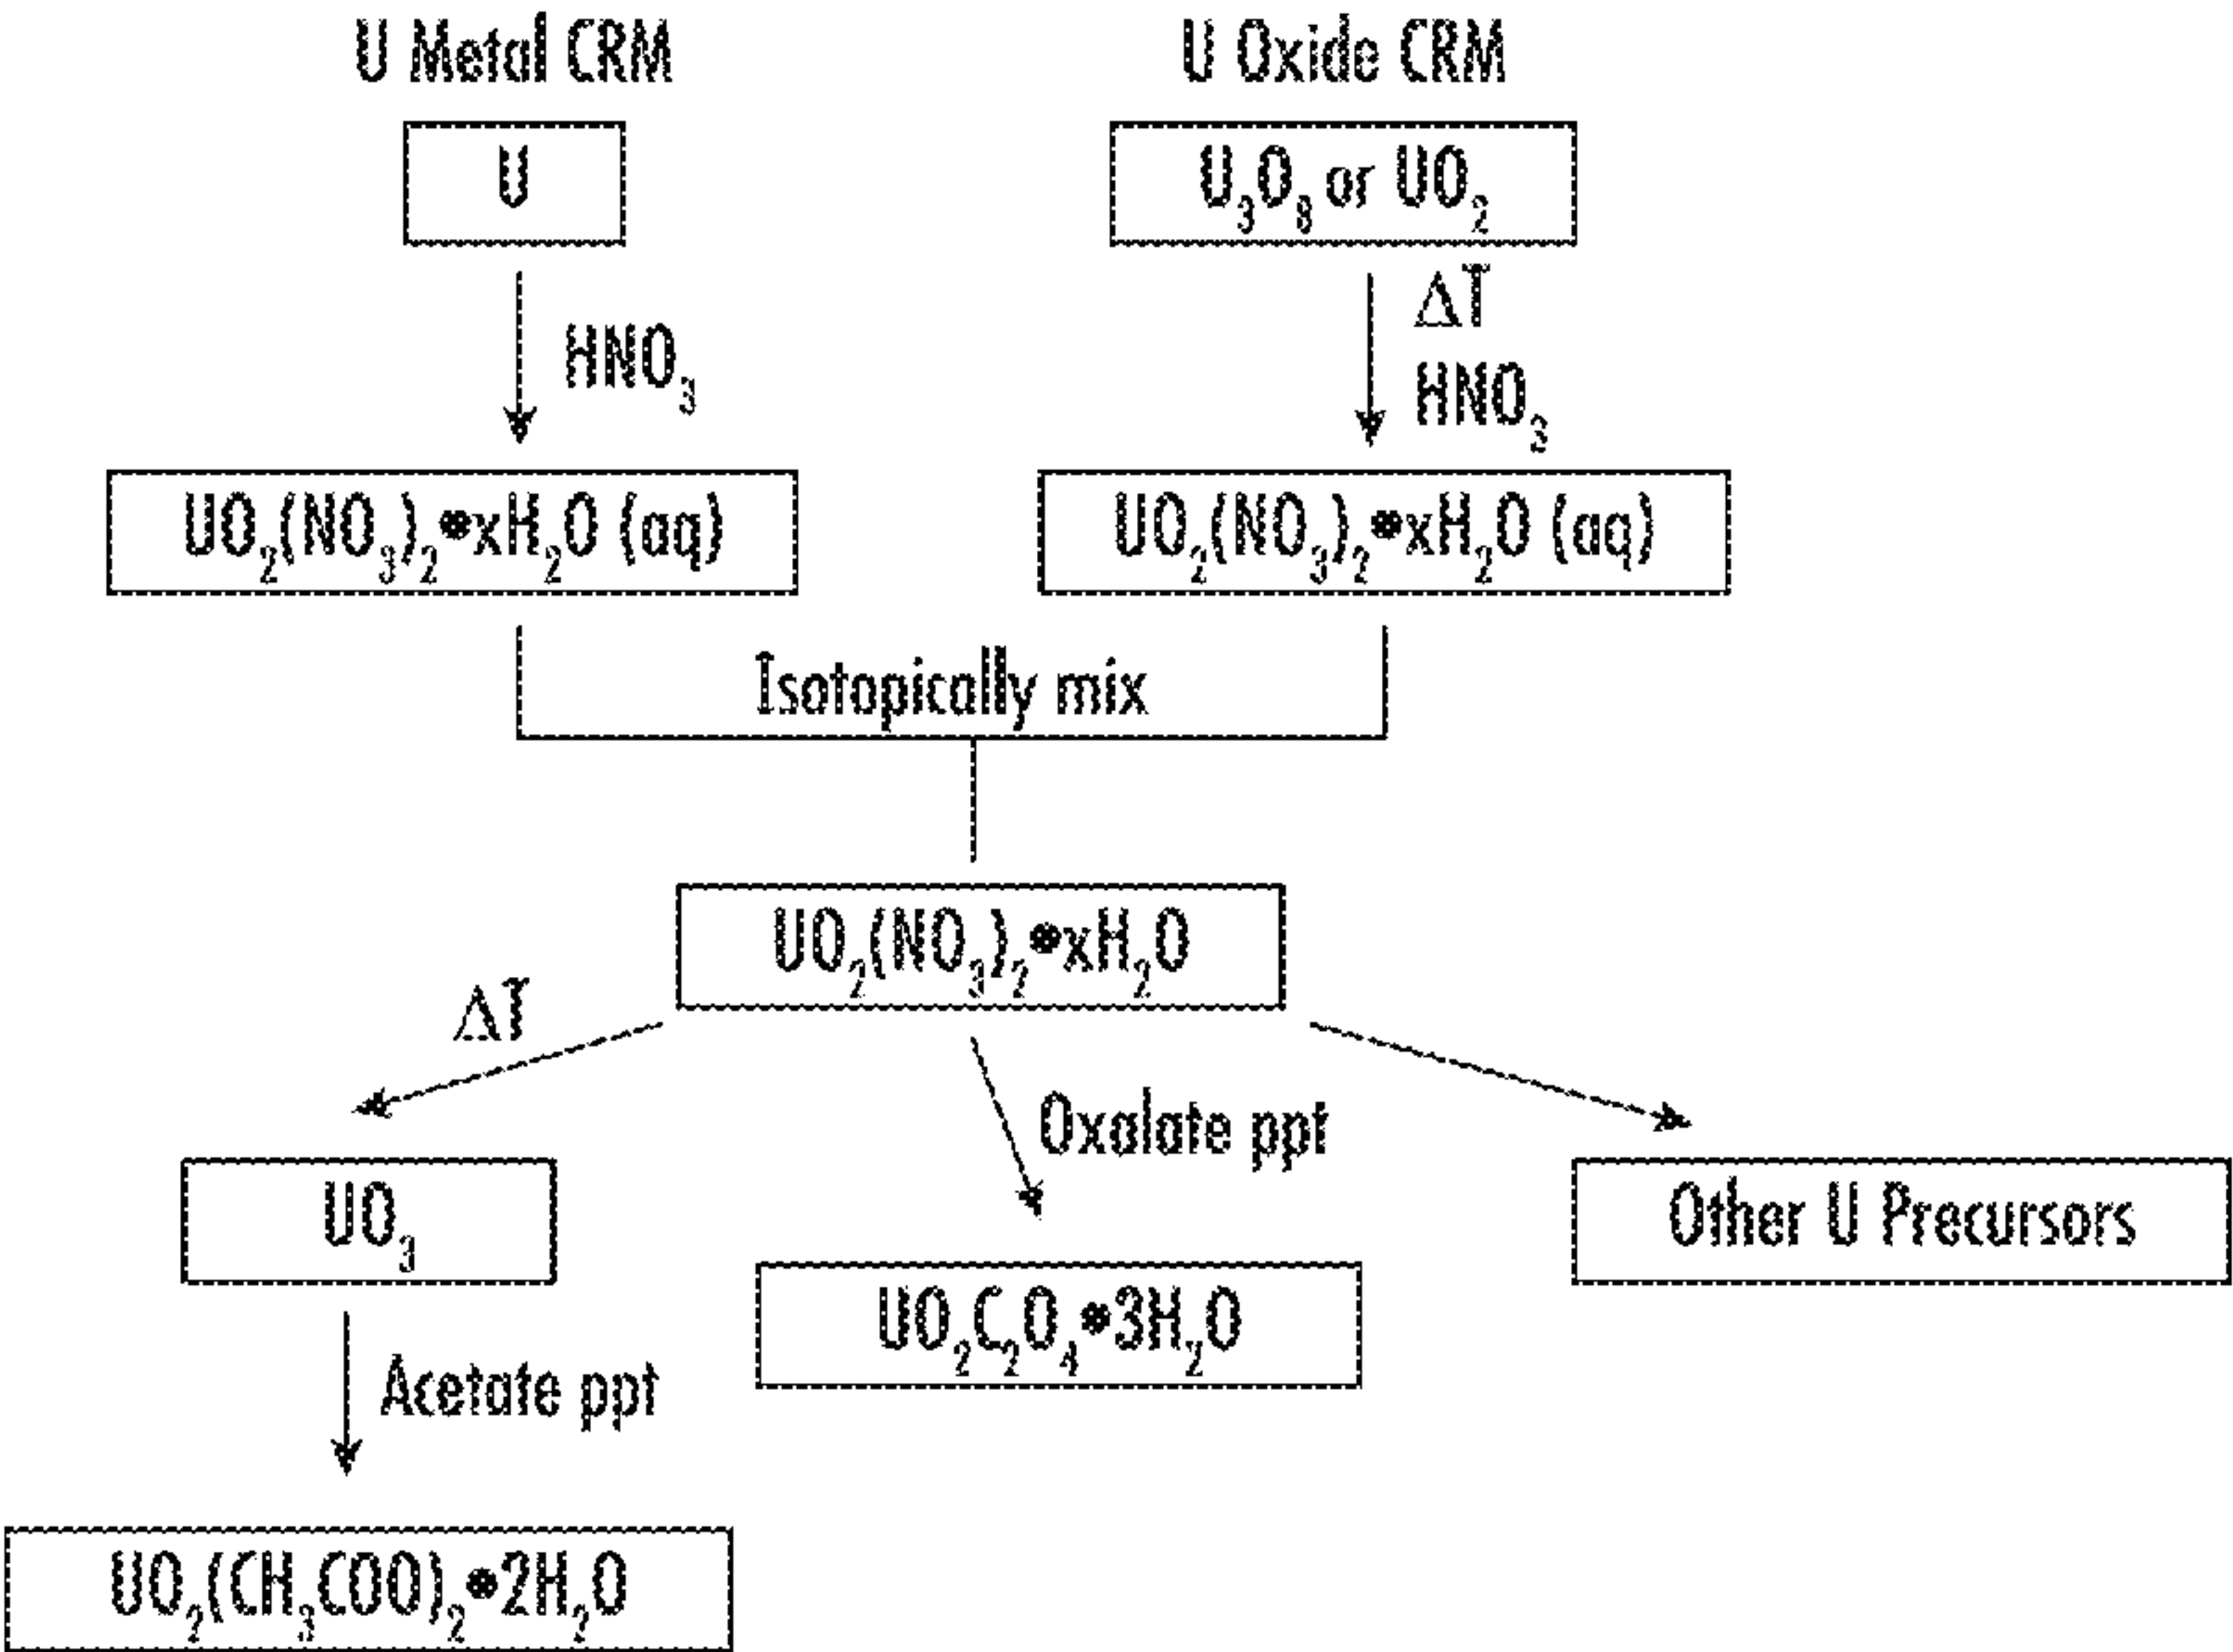 U Metal CRM
U Oxide CRM
U
U₃O₈ or UO₂
HNO₃
ΔT
HNO₃
UO₂(NO₃)₂•xH₂O (aq)
UO₂(NO₃)₂•xH₂O (aq)
Isotopically mix
UO₂(NO₃)₂•xH₂O
ΔT
Oxalate ppt
UO₃
Other U Precursors
UO₂C₂O₄•3H₂O
Acetate ppt
UO₂(CH₃COO)₂•2H₂O